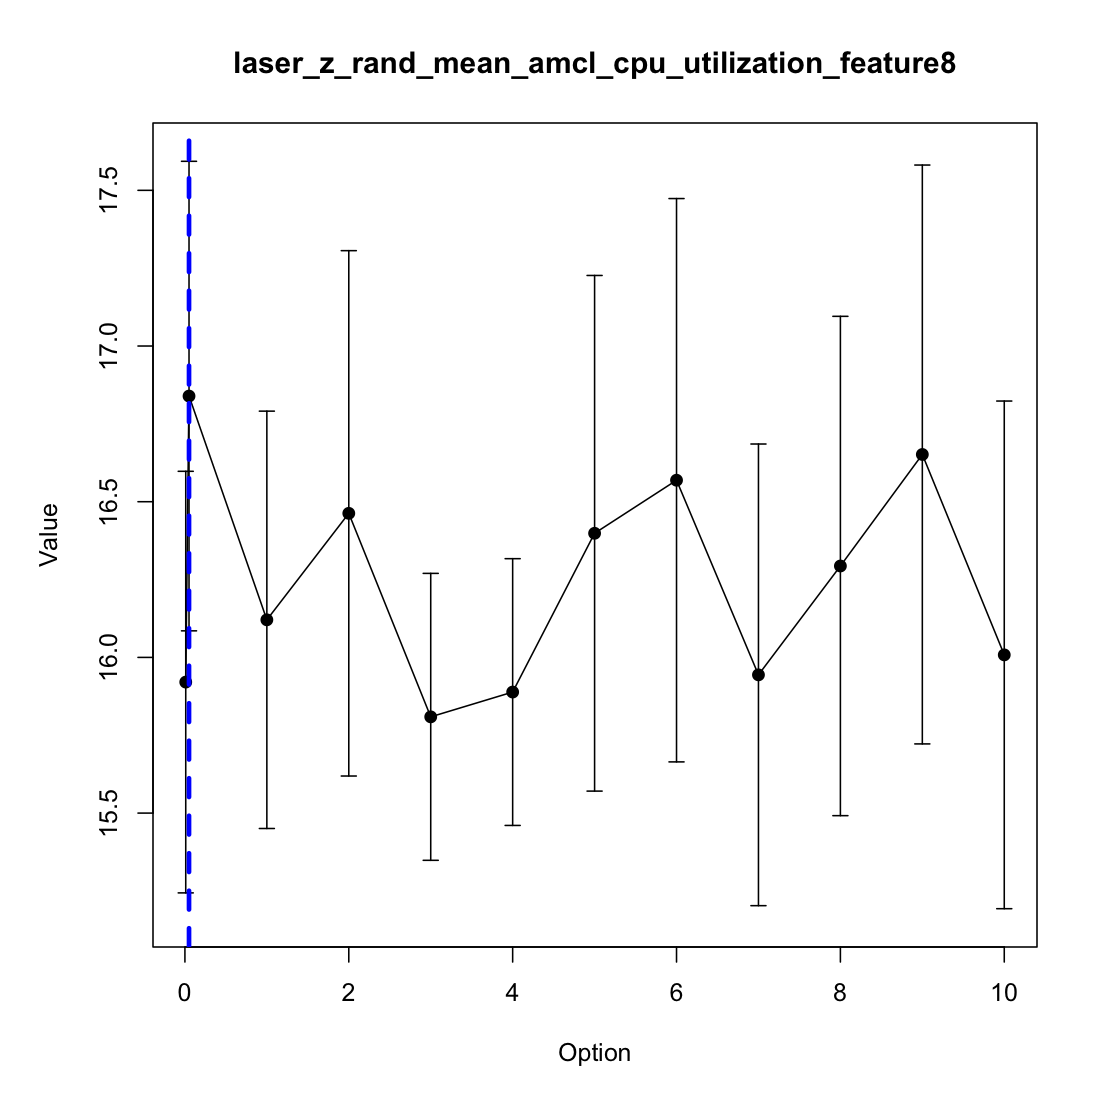 laser_z_rand_mean_amcl_cpu_utilization_feature8
17.5
17.0
16.5
16.0
15.5
Value
0 2 4 6 8 10
Option